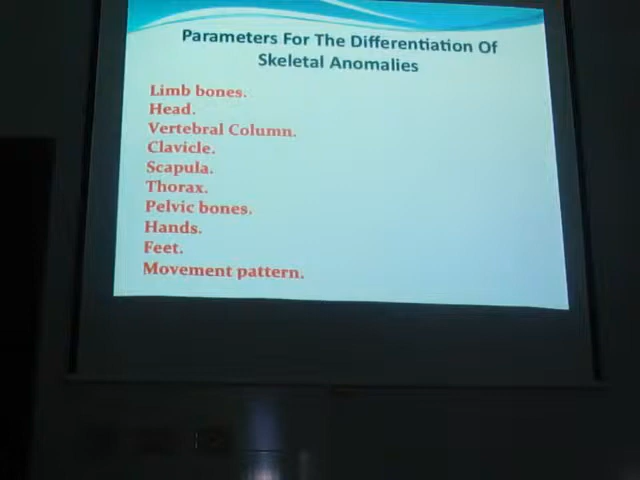 Parameters For The Differentiation Of
Skeletal Anomalies
Limb bones.
Head.
Vertebral Column.
Clavicle.
Scapula.
Thorax.
Pelvic bones.
Hands.
Feet.
Movement pattern.